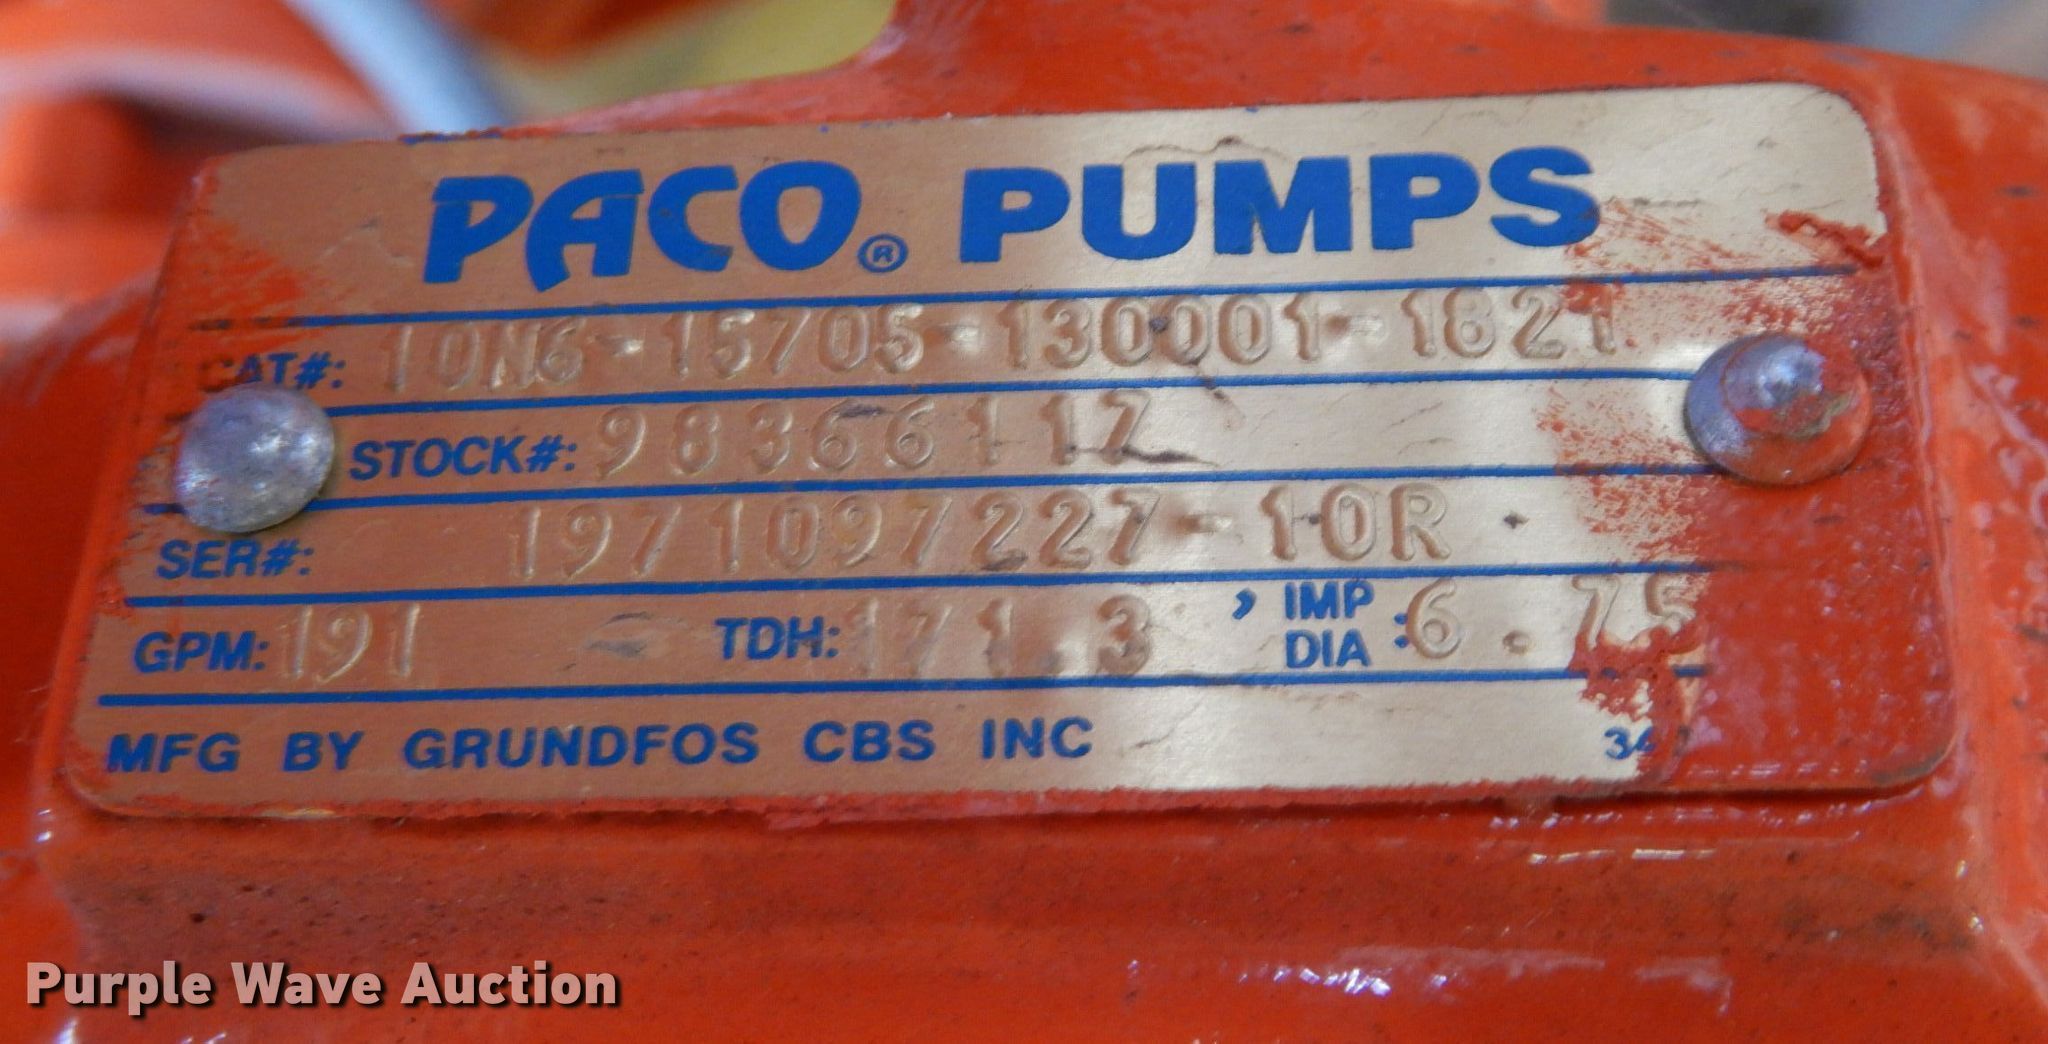 PACO® PUMPS
CAT#: 10N6-15705-130001-1821
STOCK#: 98366117
SER#: 1971097227-10R
GPM: 191 TDH: 171.3 ' IMP DIA: 6.75
MFG BY GRUNDFOS CBS INC
Purple Wave Auction